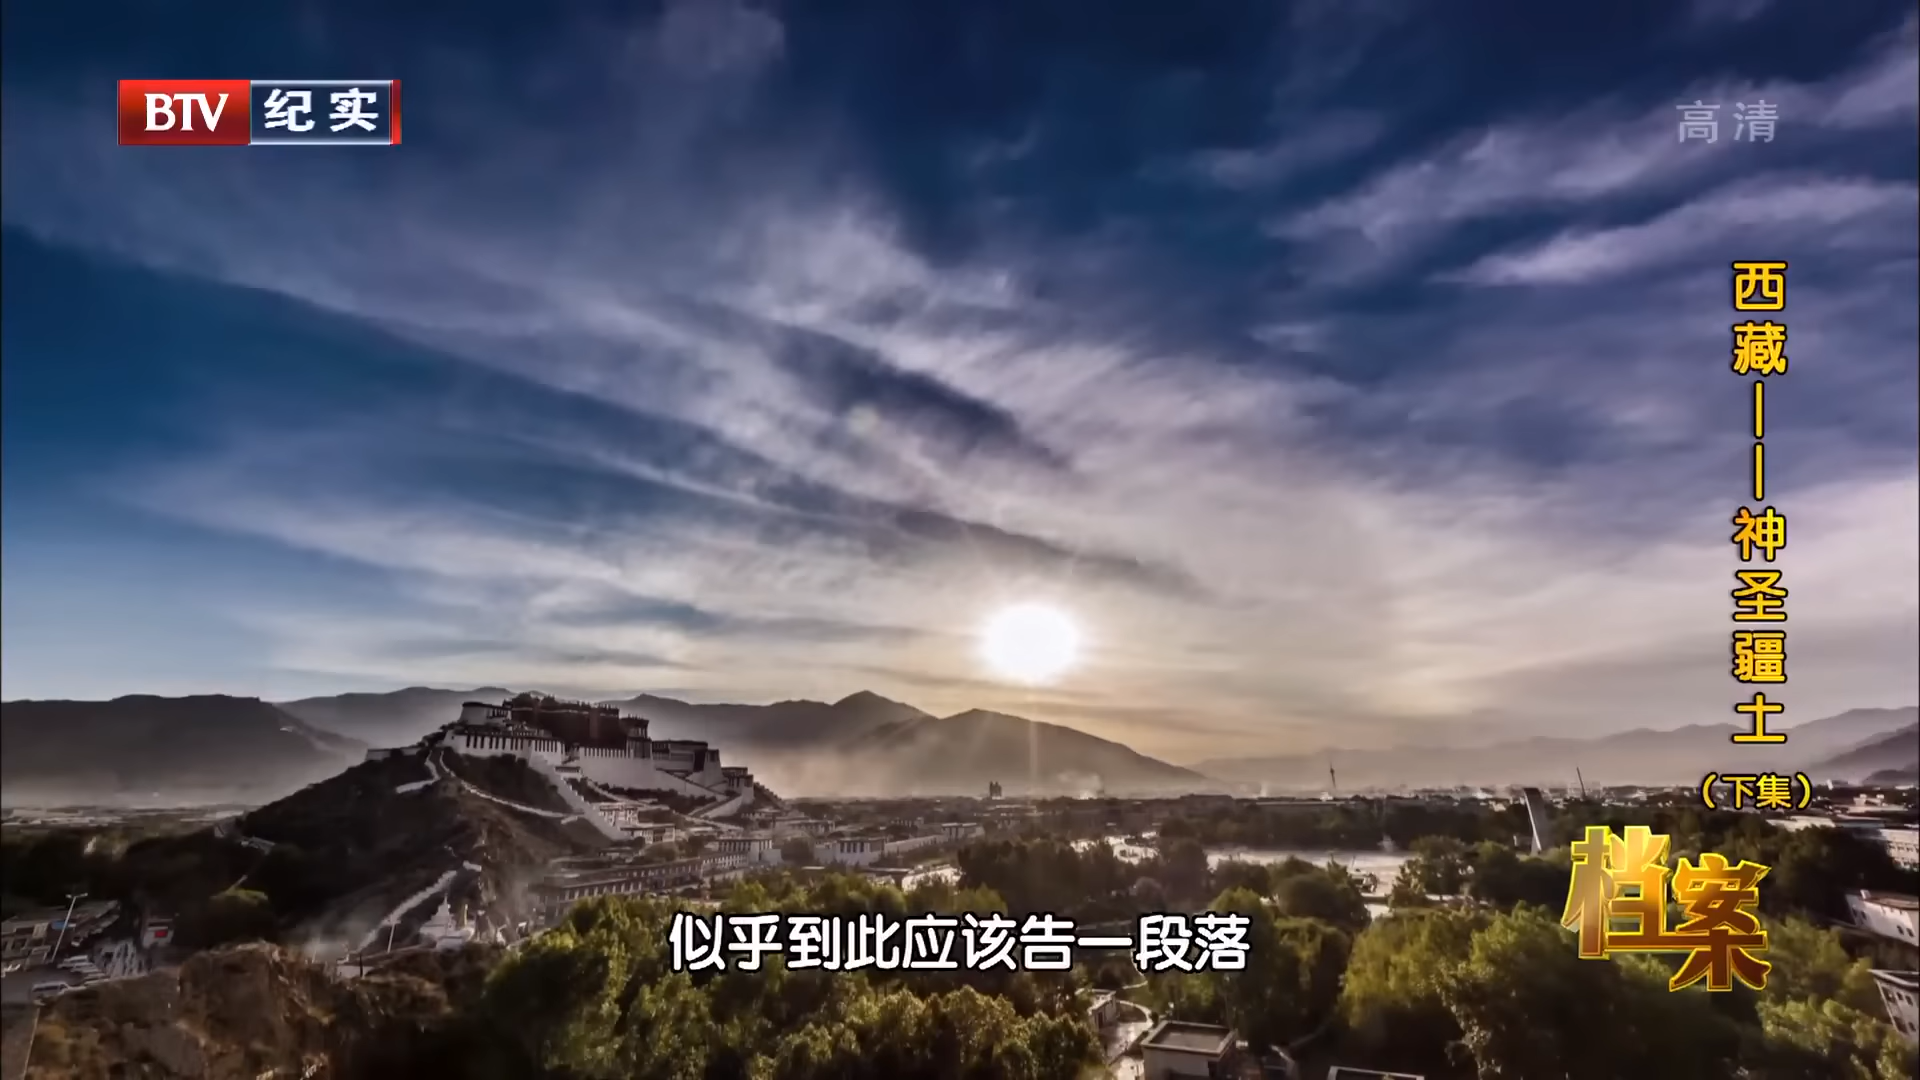 BTV 纪实
高清
西藏——神圣疆土
（下集）
档案
似乎到此应该告一段落